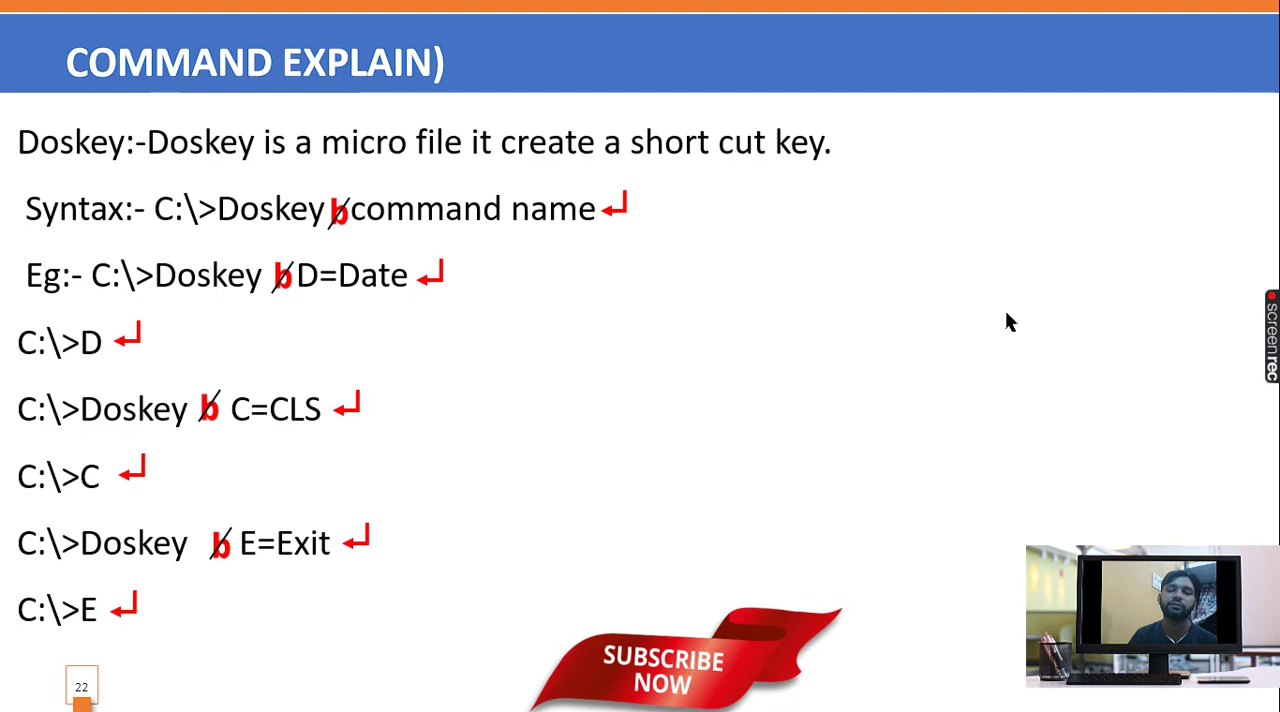 COMMAND EXPLAIN)
Doskey:-Doskey is a micro file it create a short cut key.
Syntax:- C:\>Doskey ƀ command name ↵
Eg:- C:\>Doskey ƀ D=Date ↵
C:\>D ↵
C:\>Doskey ƀ C=CLS ↵
C:\>C ↵
C:\>Doskey ƀ E=Exit ↵
C:\>E ↵
SUBSCRIBE
NOW
22
screenrec